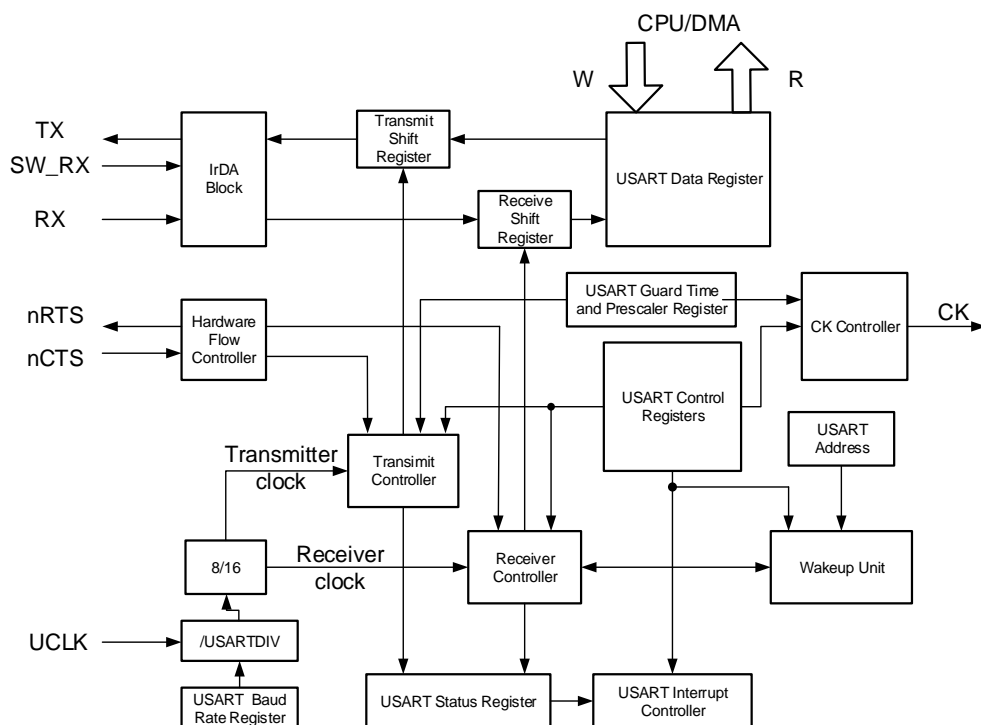 CPU/DMA
W
R
TX
SW_RX
RX
IrDA
Block
Transmit
Shift
Register
Receive
Shift
Register
USART Data Register
nRTS
nCTS
Hardware
Flow
Controller
USART Guard Time
and Prescaler Register
CK Controller
CK
USART Control
Registers
USART
Address
Transmitter
clock
Transimit
Controller
8/16
Receiver
clock
Receiver
Controller
Wakeup Unit
UCLK
/USARTDIV
USART Baud
Rate Register
USART Status Register
USART Interrupt
Controller